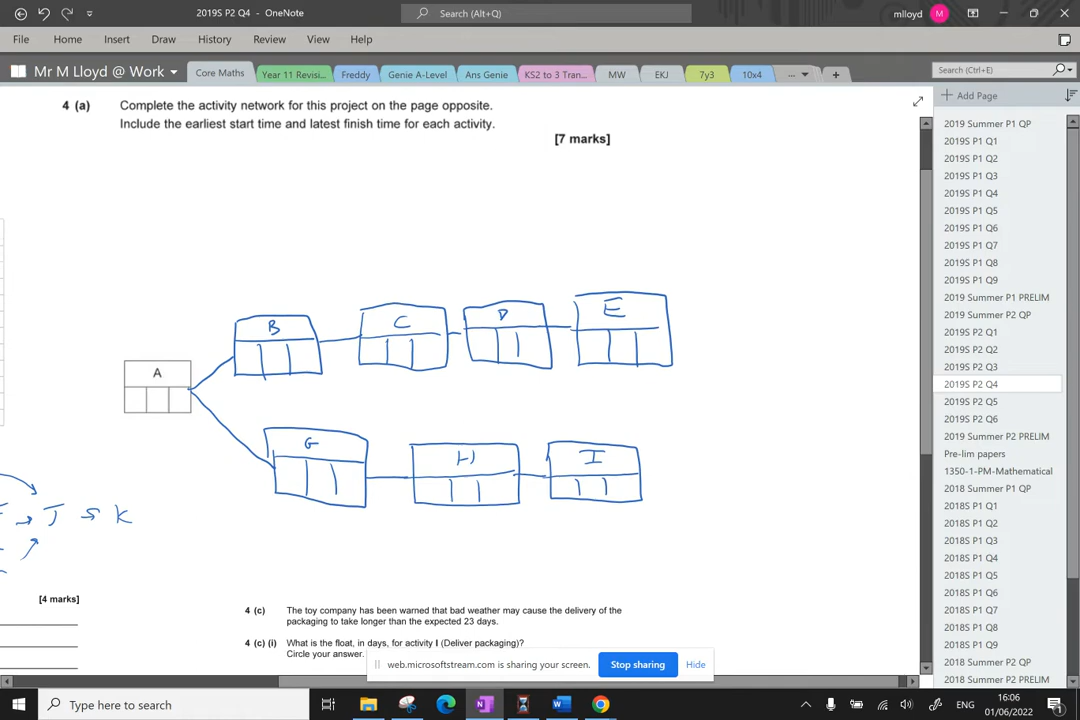 2019S P2 Q4 - OneNote
Search (Alt+Q)
mlloyd
M
File Home Insert Draw History Review View Help
Mr M Lloyd @ Work
Core Maths
Year 11 Revisi...
Freddy
Genie A-Level
Ans Genie
KS2 to 3 Tran...
MW
EKJ
7y3
10x4
...
Search (Ctrl+E)
Add Page
4 (a) Complete the activity network for this project on the page opposite.
Include the earliest start time and latest finish time for each activity.
[7 marks]
B
C
D
E
A
G
H
I
J → K
[4 marks]
4 (c) The toy company has been warned that bad weather may cause the delivery of the
packaging to take longer than the expected 23 days.
4 (c) (i) What is the float, in days, for activity I (Deliver packaging)?
Circle your answer.
web.microsoftstream.com is sharing your screen.
Stop sharing
Hide
2019 Summer P1 QP
2019S P1 Q1
2019S P1 Q2
2019S P1 Q3
2019S P1 Q4
2019S P1 Q5
2019S P1 Q6
2019S P1 Q7
2019S P1 Q8
2019S P1 Q9
2019 Summer P1 PRELIM
2019 Summer P2 QP
2019S P2 Q1
2019S P2 Q2
2019S P2 Q3
2019S P2 Q4
2019S P2 Q5
2019S P2 Q6
2019 Summer P2 PRELIM
Pre-lim papers
1350-1-PM-Mathematical
2018 Summer P1 QP
2018S P1 Q1
2018S P1 Q2
2018S P1 Q3
2018S P1 Q4
2018S P1 Q5
2018S P1 Q6
2018S P1 Q7
2018S P1 Q8
2018S P1 Q9
2018 Summer P2 QP
2018 Summer P2 PRELIM
Type here to search
ENG
16:06
01/06/2022